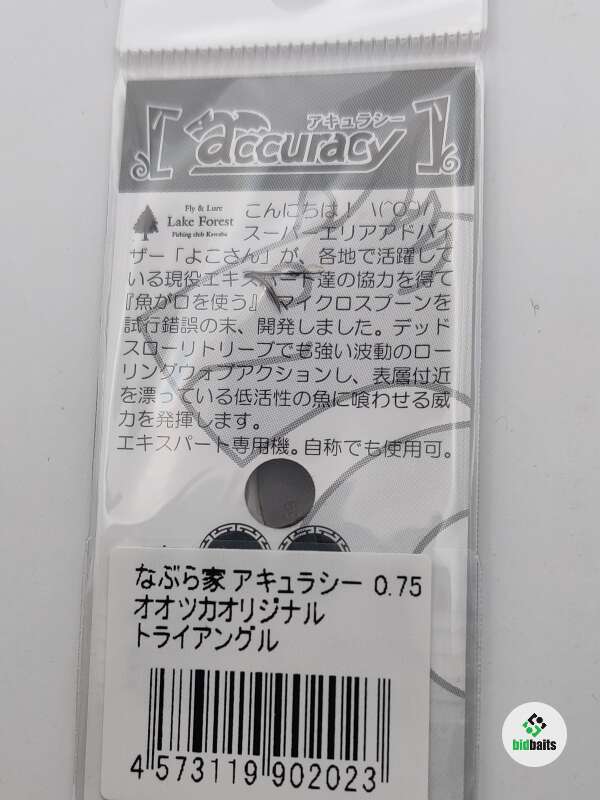 アキュラシー
accuracy
Fly & Lure
Lake Forest
Fishing club Kawaba
こんにちは！ \(^O^)/
スーパーエリアアドバイ
ザー「よこさん」が、各地で活躍して
いる現役エキスパート達の協力を得て
『魚が口を使う』マイクロスプーンを
試行錯誤の末、開発しました。デッド
スローリトリーブでも強い波動のロー
リングウォブアクションし、表層付近
を漂っている低活性の魚に喰わせる威
力を発揮します。
エキスパート専用機。自称でも使用可。
なぶら家 アキュラシー 0.75
オオツカオリジナル
トライアングル
4 573119 902023
bidbaits